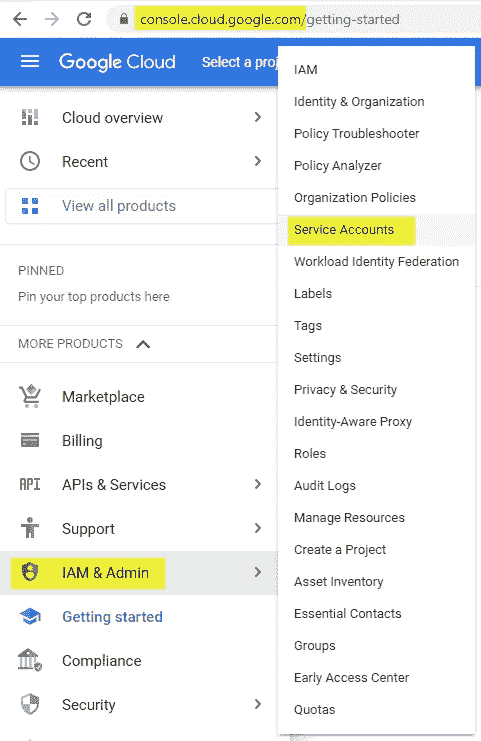 console.cloud.google.com/getting-started
Google Cloud
Select a proj
Cloud overview
Recent
View all products
PINNED
Pin your top products here
MORE PRODUCTS
Marketplace
Billing
API APIs & Services
Support
IAM & Admin
Getting started
Compliance
Security
IAM
Identity & Organization
Policy Troubleshooter
Policy Analyzer
Organization Policies
Service Accounts
Workload Identity Federation
Labels
Tags
Settings
Privacy & Security
Identity-Aware Proxy
Roles
Audit Logs
Manage Resources
Create a Project
Asset Inventory
Essential Contacts
Groups
Early Access Center
Quotas